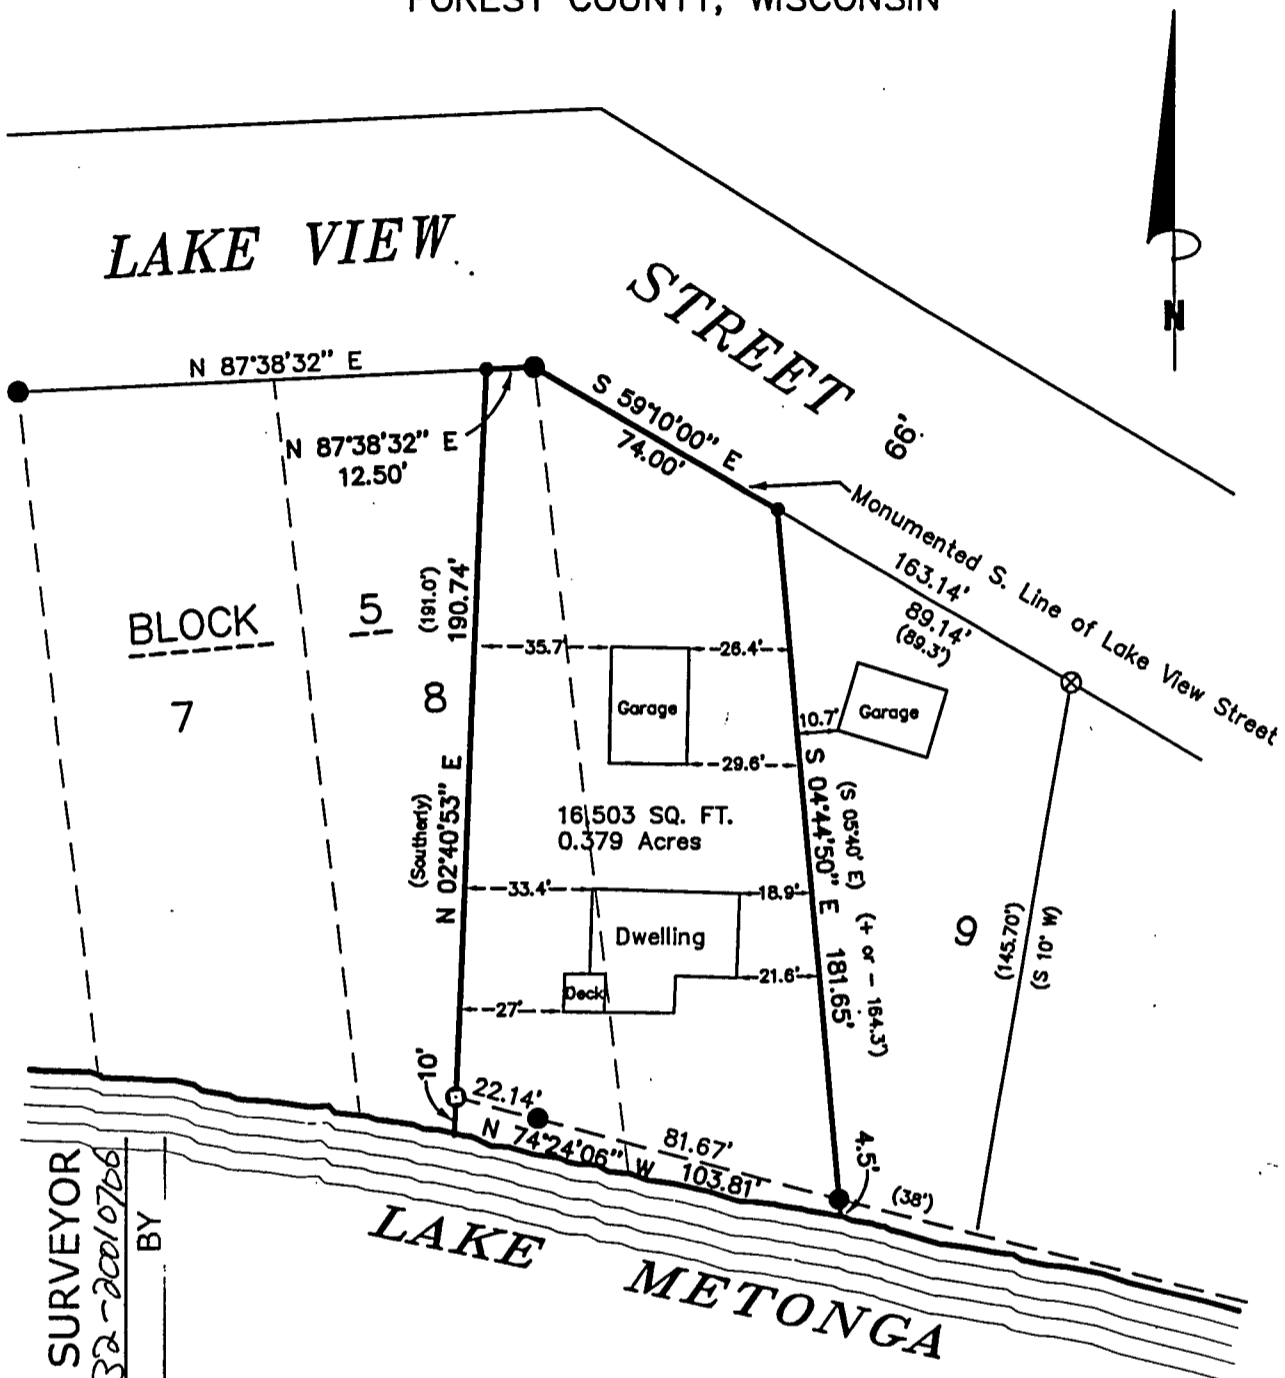 FOREST COUNTY, WISCONSIN
N
LAKE VIEW
STREET
66'
N 87°38'32" E
N 87°38'32" E
12.50'
S 59°10'00" E
74.00'
Monumented S. Line of Lake View Street
163.14'
89.14'
(89.3')
BLOCK
5
7
8
9
(191.0')
190.74'
(Southerly)
N 02°40'53" E
35.7'
26.4'
Garage
29.6'
10.7'
Garage
16,503 SQ. FT.
0.379 Acres
S 04°44'50" E 181.65'
(S 05°40' E) (+ or - 164.3')
33.4'
18.9'
Dwelling
21.6'
Deck
27'
(145.70')
(S 10° W)
10'
22.14'
81.67'
N 74°24'06" W
103.81'
4.5'
(38')
LAKE METONGA
SURVEYOR
32-20010706
BY